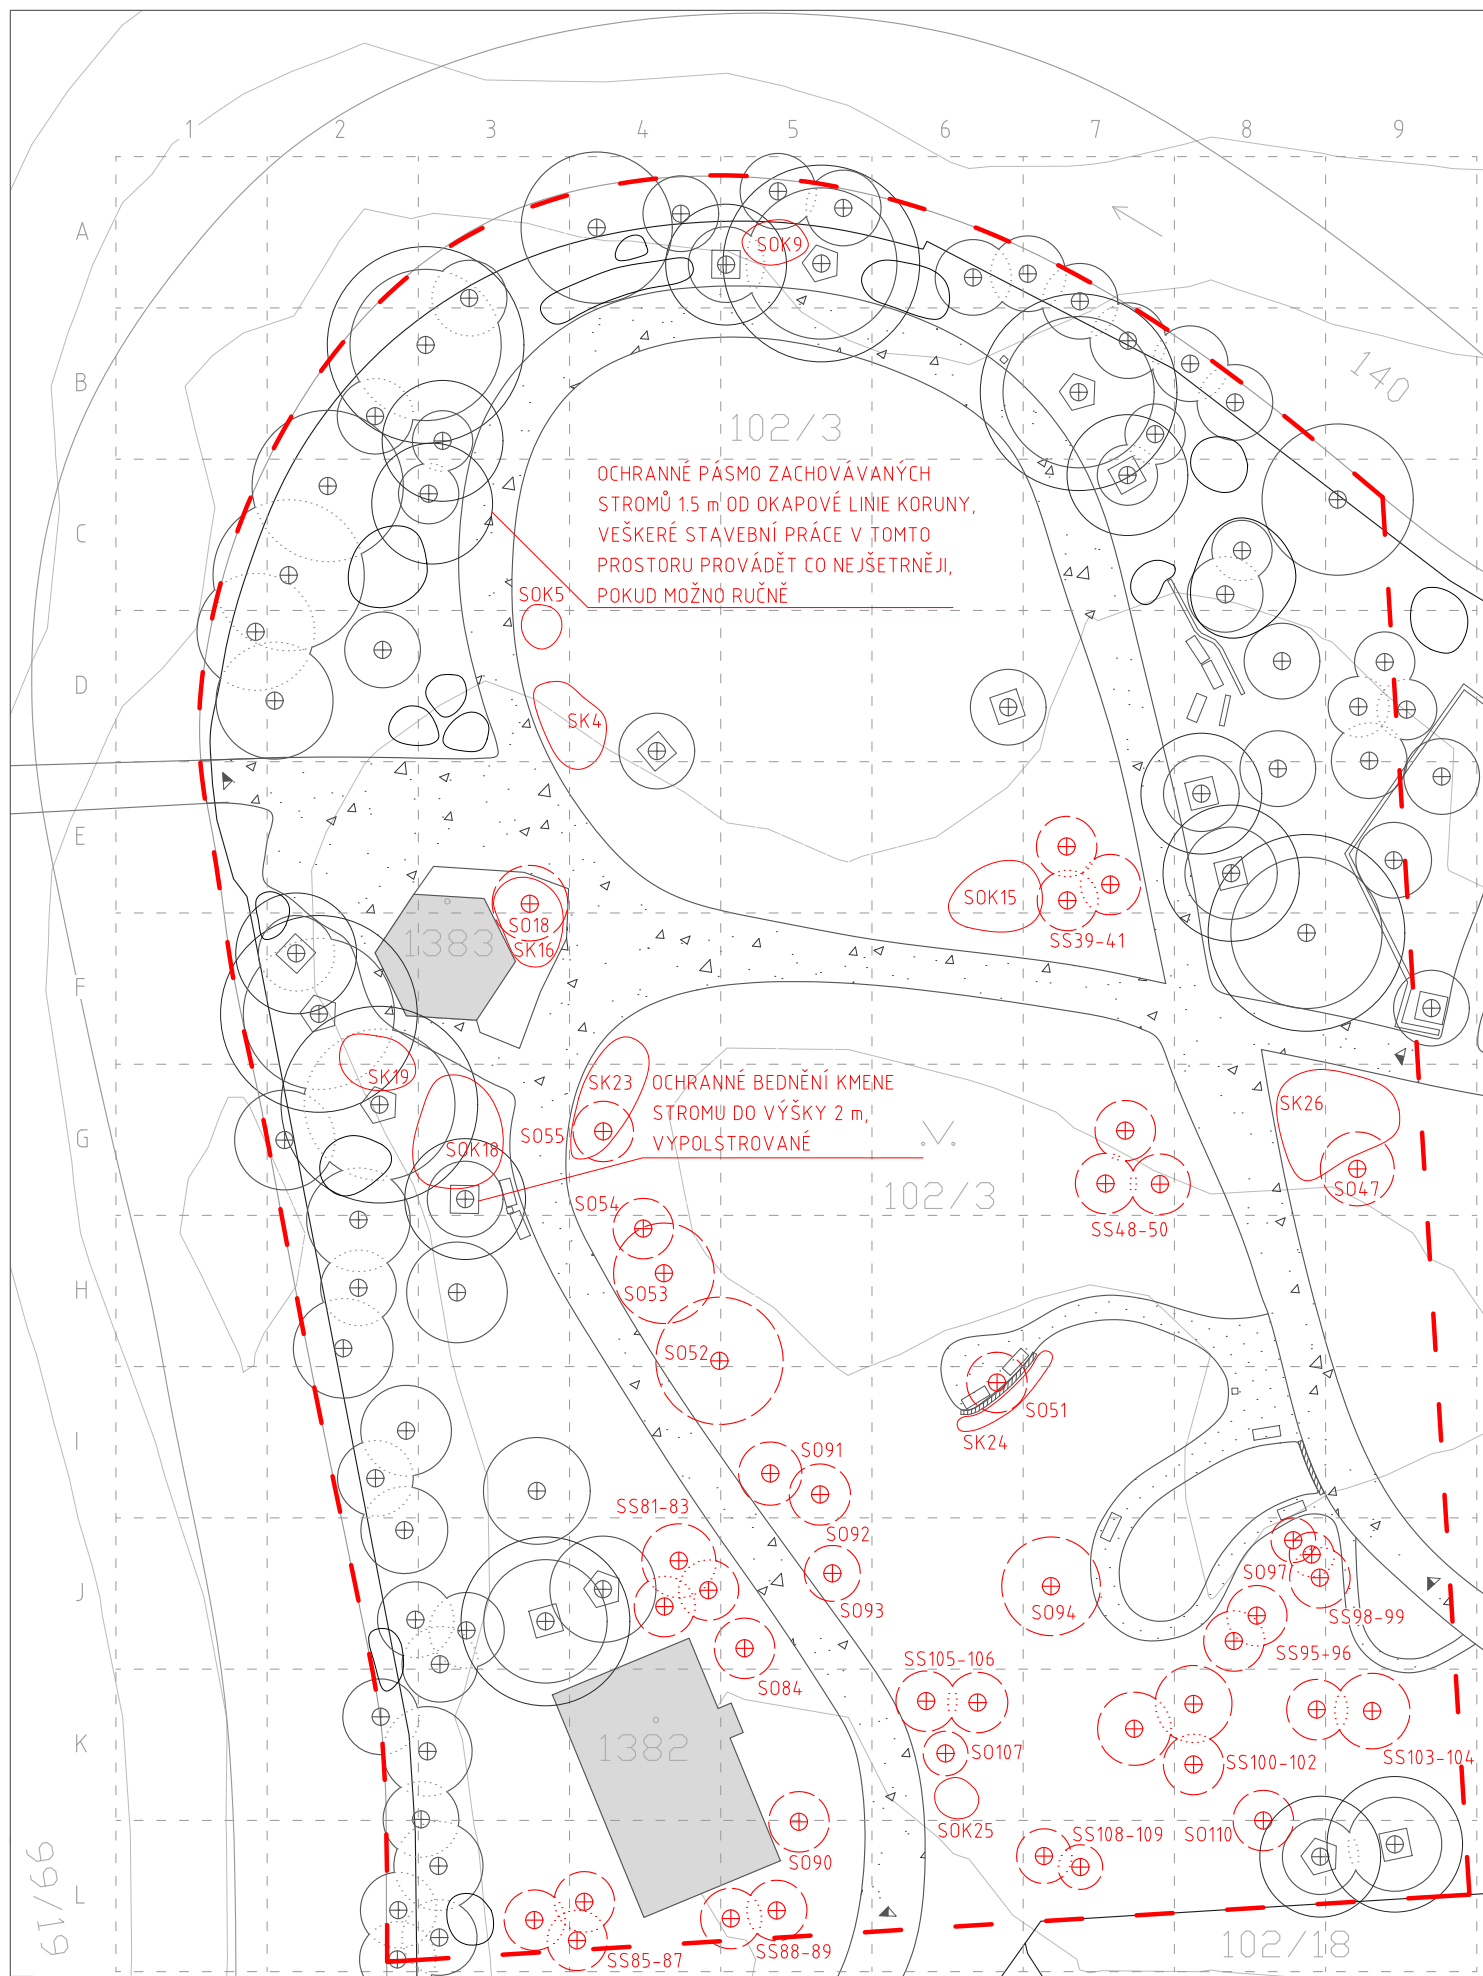 1 2 3 4 5 6 7 8 9
A
SOK9
B
140
102/3
OCHRANNÉ PÁSMO ZACHOVÁVANÝCH
STROMŮ 1.5 m OD OKAPOVÉ LINIE KORUNY,
VEŠKERÉ STAVEBNÍ PRÁCE V TOMTO
PROSTORU PROVÁDĚT CO NEJŠETRNĚJI,
POKUD MOŽNO RUČNĚ
C
SOK5
D
SK4
E
SOK15
SO18
SK16
1383
SS39-41
F
SK19
SK23
OCHRANNÉ BEDNĚNÍ KMENE
STROMU DO VÝŠKY 2 m,
VYPOLSTROVANÉ
SK26
G
SO55
SOK18
SO47
102/3
SO54
SS48-50
H
SO53
SO52
SO51
SK24
I
SO91
SS81-83
SO92
SO97
J
SO93
SO94
SS98-99
SS95+96
SS105-106
SO84
K
1382
SO107
SS100-102
SS103-104
SOK25
SS108-109
SO110
SO90
99/19
L
SS85-87
SS88-89
102/18